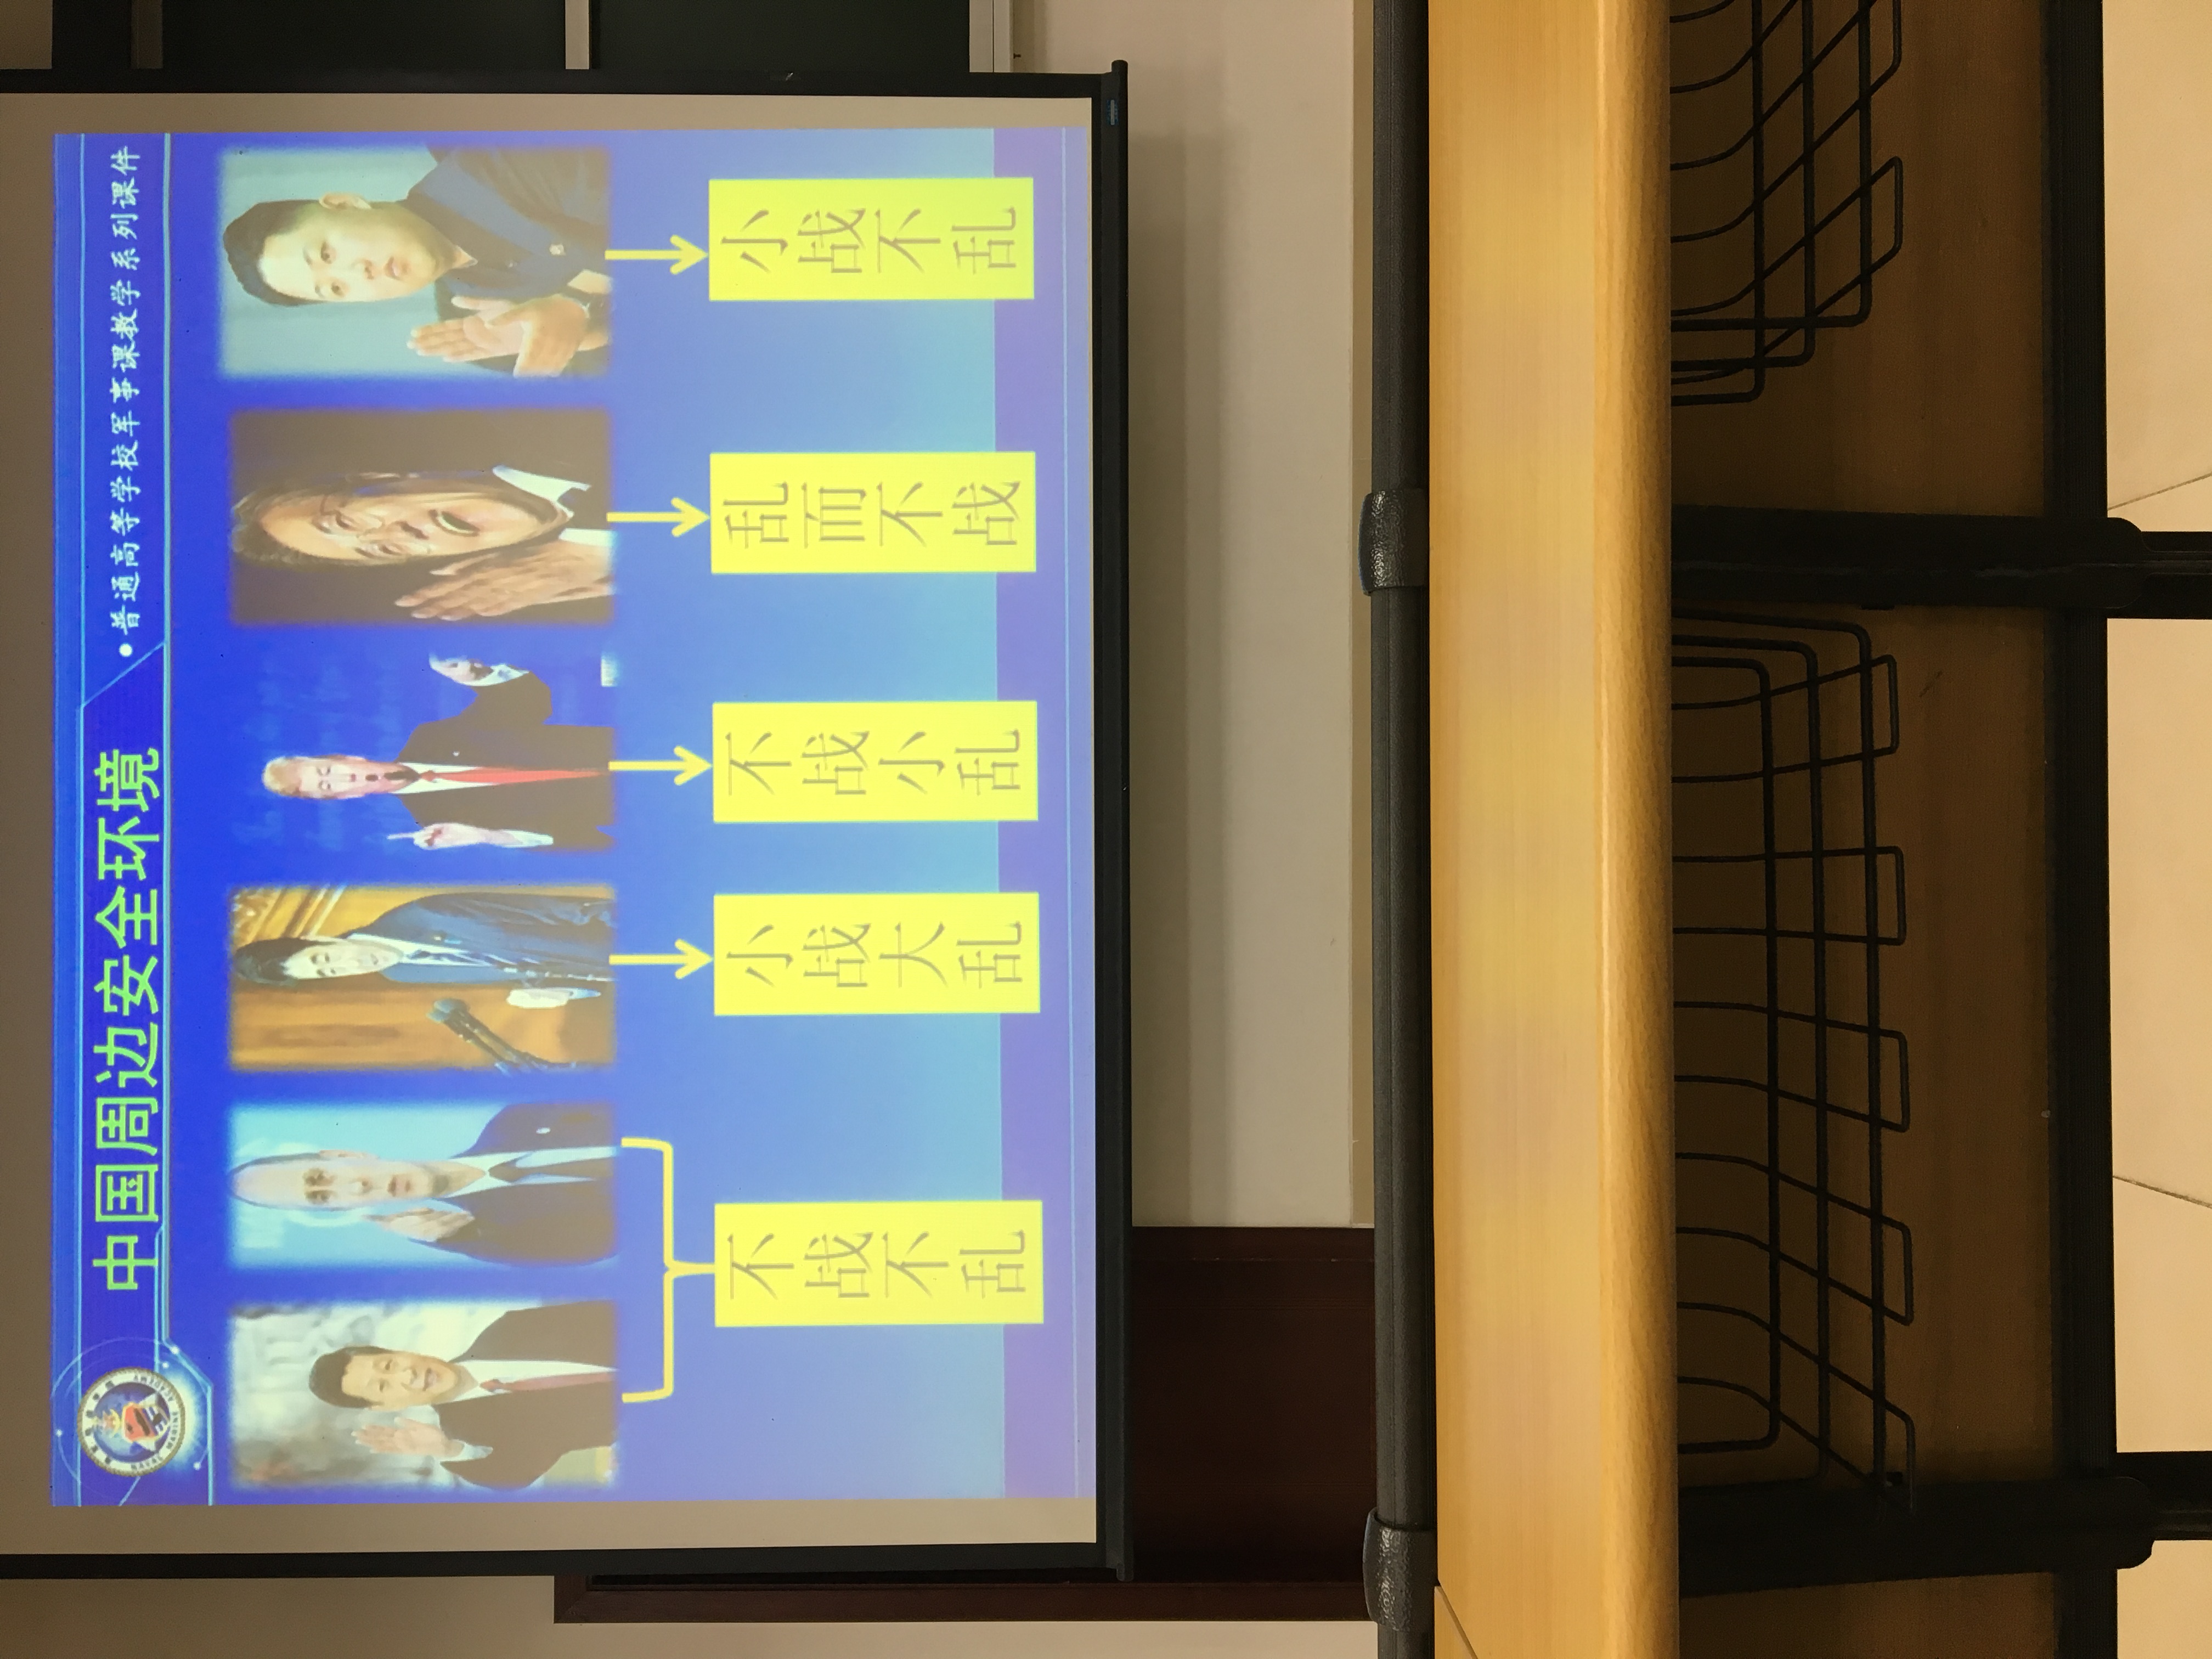 中国周边安全环境
•普通高等学校军事课教学系列课件
不战不乱
小战大乱
不战小乱
乱而不战
小战不乱